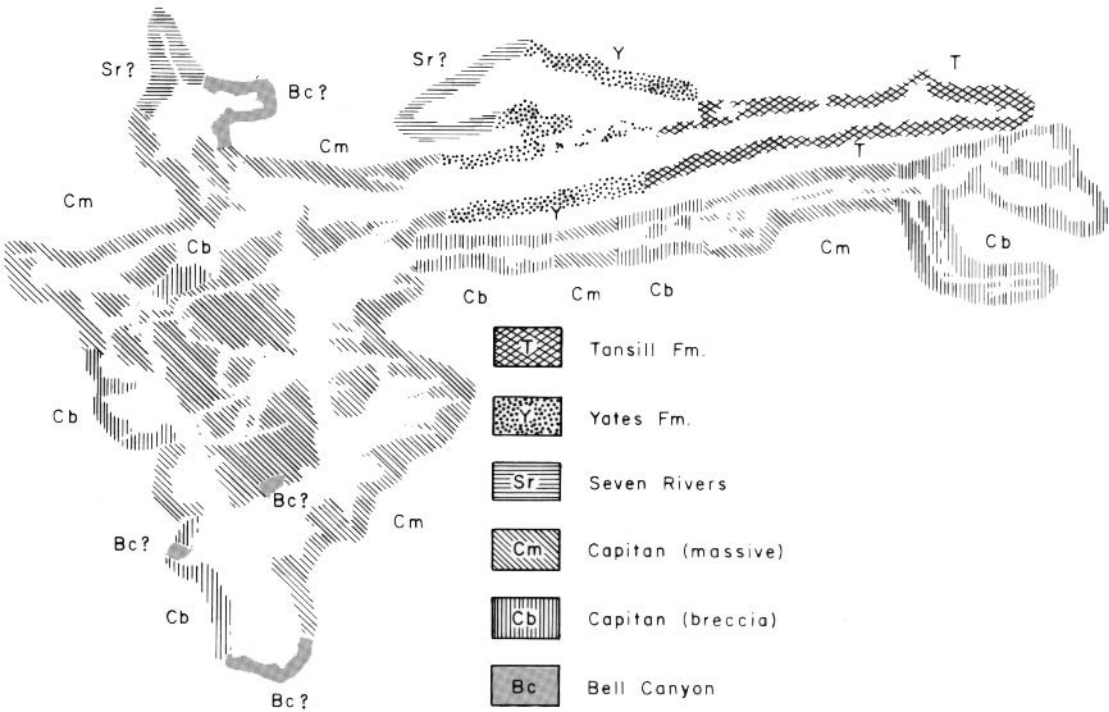 Y
T
Sr?
Sr?
Bc?
Cm
T
Cm
Y
Cb
Cm
Cb
Cb
Cm
Cb
T Tansill Fm.
Cb
Y Yates Fm.
Sr Seven Rivers
Bc?
Cm
Bc?
Cm Capitan (massive)
Cb
Cb Capitan (breccia)
Bc?
Bc Bell Canyon